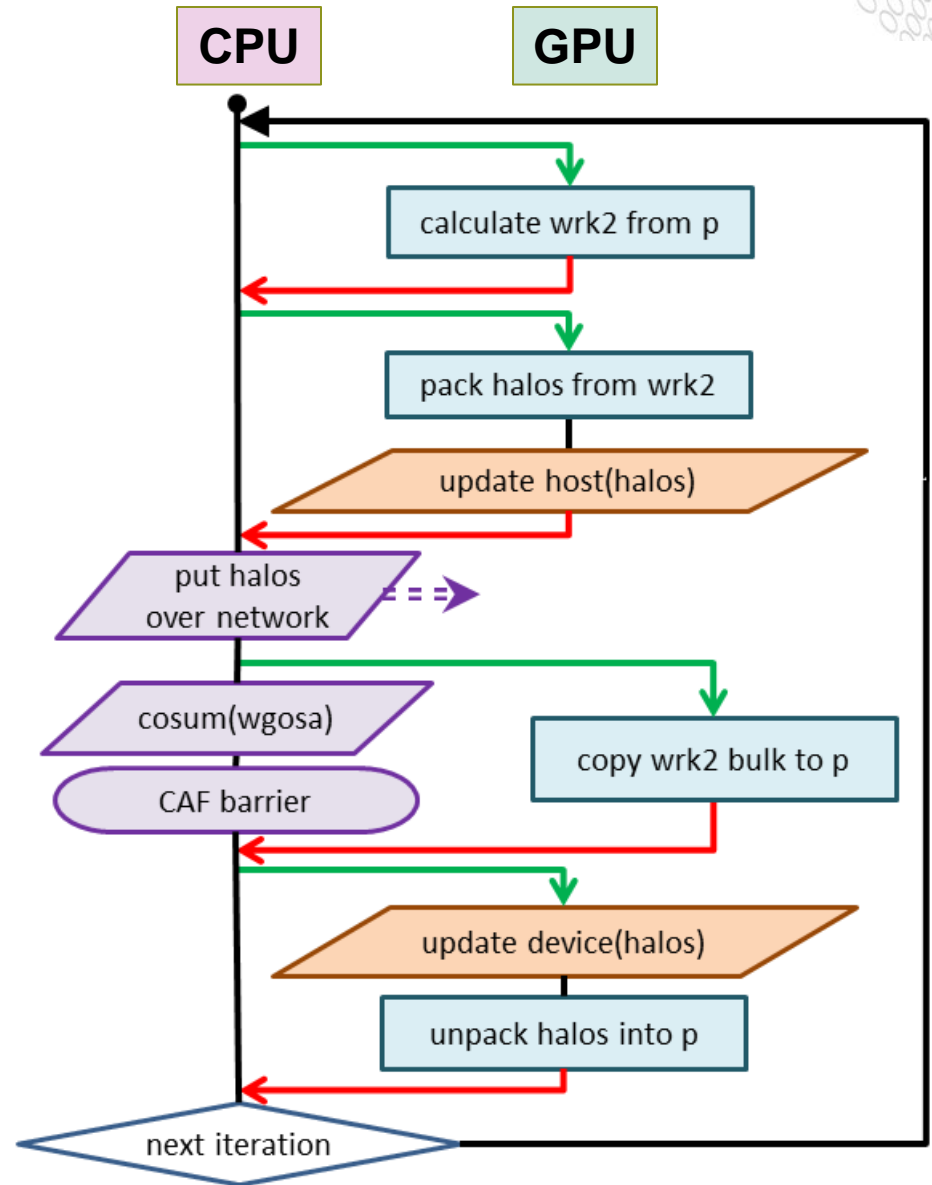 CPU
GPU
calculate wrk2 from p
pack halos from wrk2
update host(halos)
put halos
over network
cosum(wgosa)
copy wrk2 bulk to p
CAF barrier
update device(halos)
unpack halos into p
next iteration